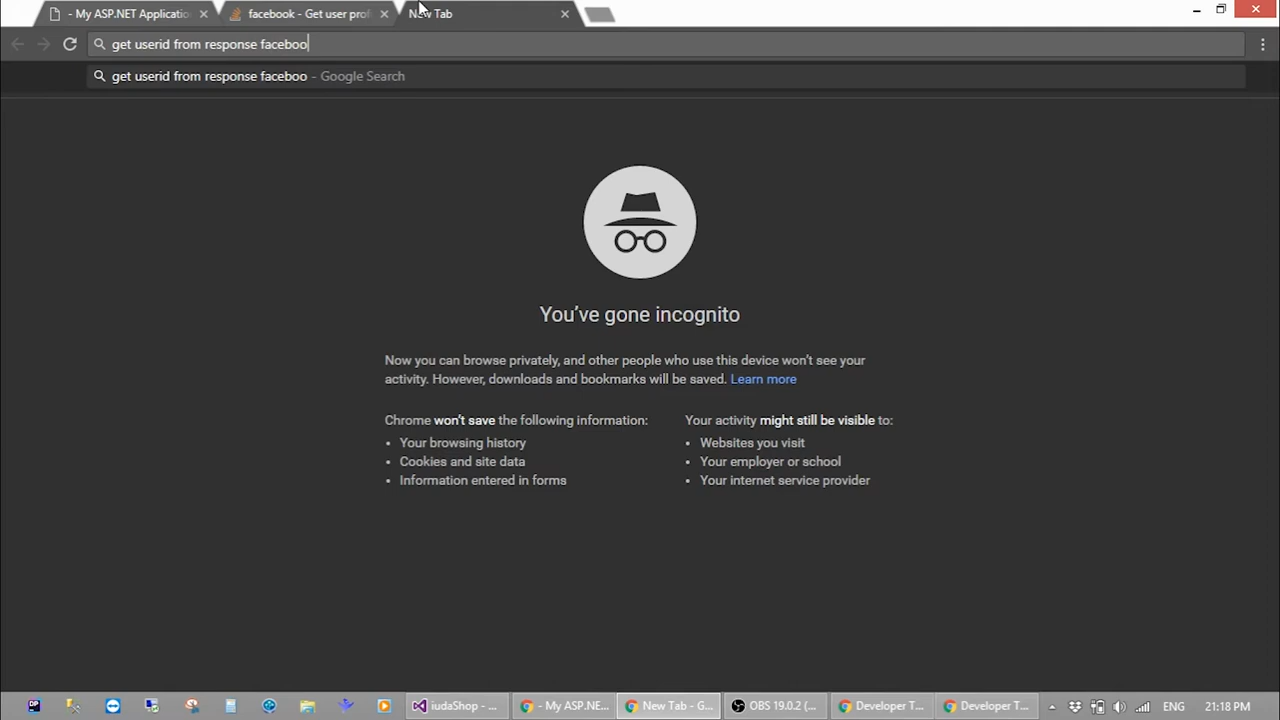 - My ASP.NET Applicatio
facebook - Get user prof
New Tab
get userid from response faceboo
get userid from response faceboo - Google Search
You've gone incognito
Now you can browse privately, and other people who use this device won't see your
activity. However, downloads and bookmarks will be saved. Learn more
Chrome won't save the following information:
• Your browsing history
• Cookies and site data
• Information entered in forms
Your activity might still be visible to:
• Websites you visit
• Your employer or school
• Your internet service provider
DP
iudaShop - ...
- My ASP.NE...
New Tab - G...
OBS 19.0.2 (...
Developer T...
Developer T...
ENG
21:18 PM